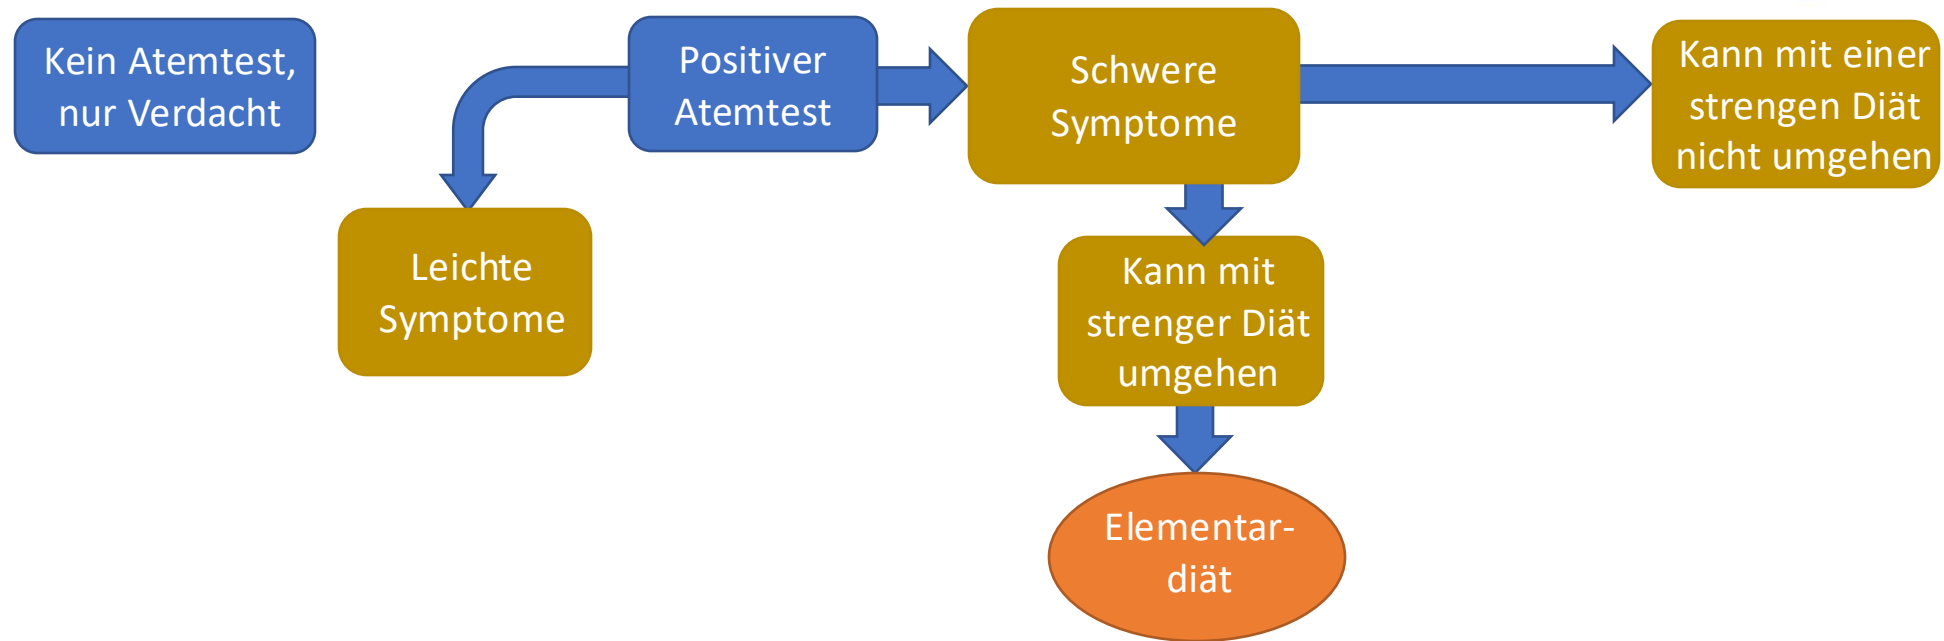 Kein Atemtest,
nur Verdacht
Positiver
Atemtest
Schwere
Symptome
Kann mit einer
strengen Diät
nicht umgehen
Leichte
Symptome
Kann mit
strenger Diät
umgehen
Elementar-
diät